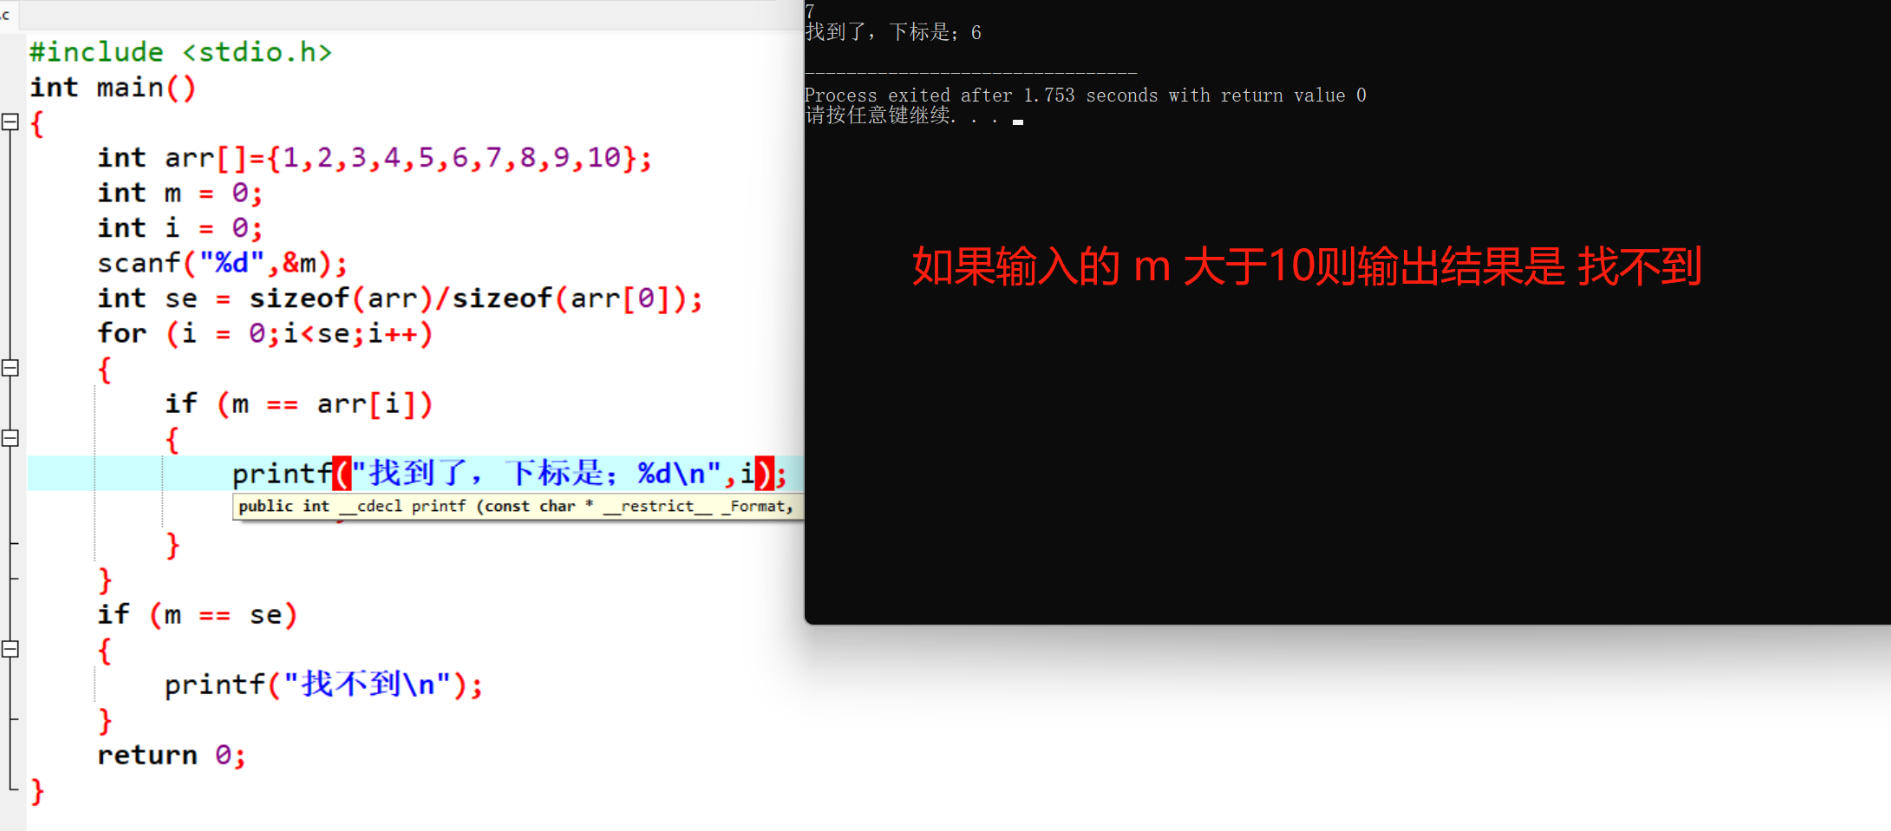 .c
#include <stdio.h>
int main()
{
int arr[]={1,2,3,4,5,6,7,8,9,10};
int m = 0;
int i = 0;
scanf("%d",&m);
int se = sizeof(arr)/sizeof(arr[0]);
for (i = 0;i<se;i++)
{
if (m == arr[i])
{
printf("找到了，下标是；%d\n",i);
public int __cdecl printf (const char * __restrict__ _Format,
}
}
if (m == se)
{
printf("找不到\n");
}
return 0;
}
7
找到了，下标是；6
--------------------------------
Process exited after 1.753 seconds with return value 0
请按任意键继续. . .
如果输入的 m 大于10则输出结果是 找不到